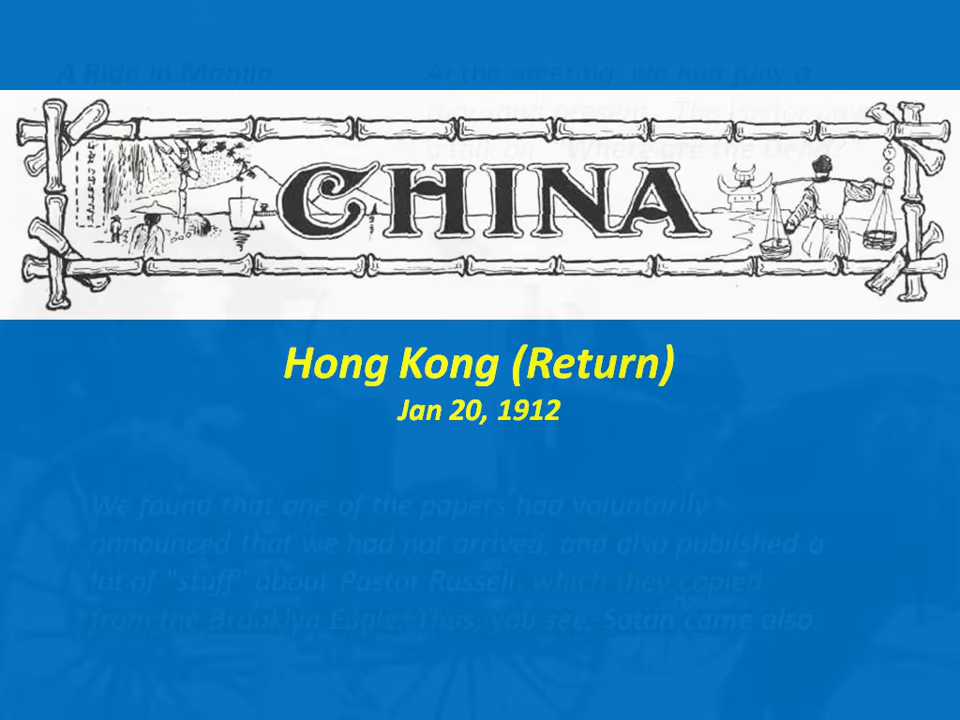 A Ride in Manila
At the meeting, we had fully a
thousand present. The leader gave
a talk on "Where are the Dead?"
CHINA
Hong Kong (Return)
Jan 20, 1912
We found that one of the papers had voluntarily
announced that we had not arrived, and also published a
lot of "stuff" about Pastor Russell, which they copied
from the Brooklyn Eagle. Thus, you see, Satan came also.